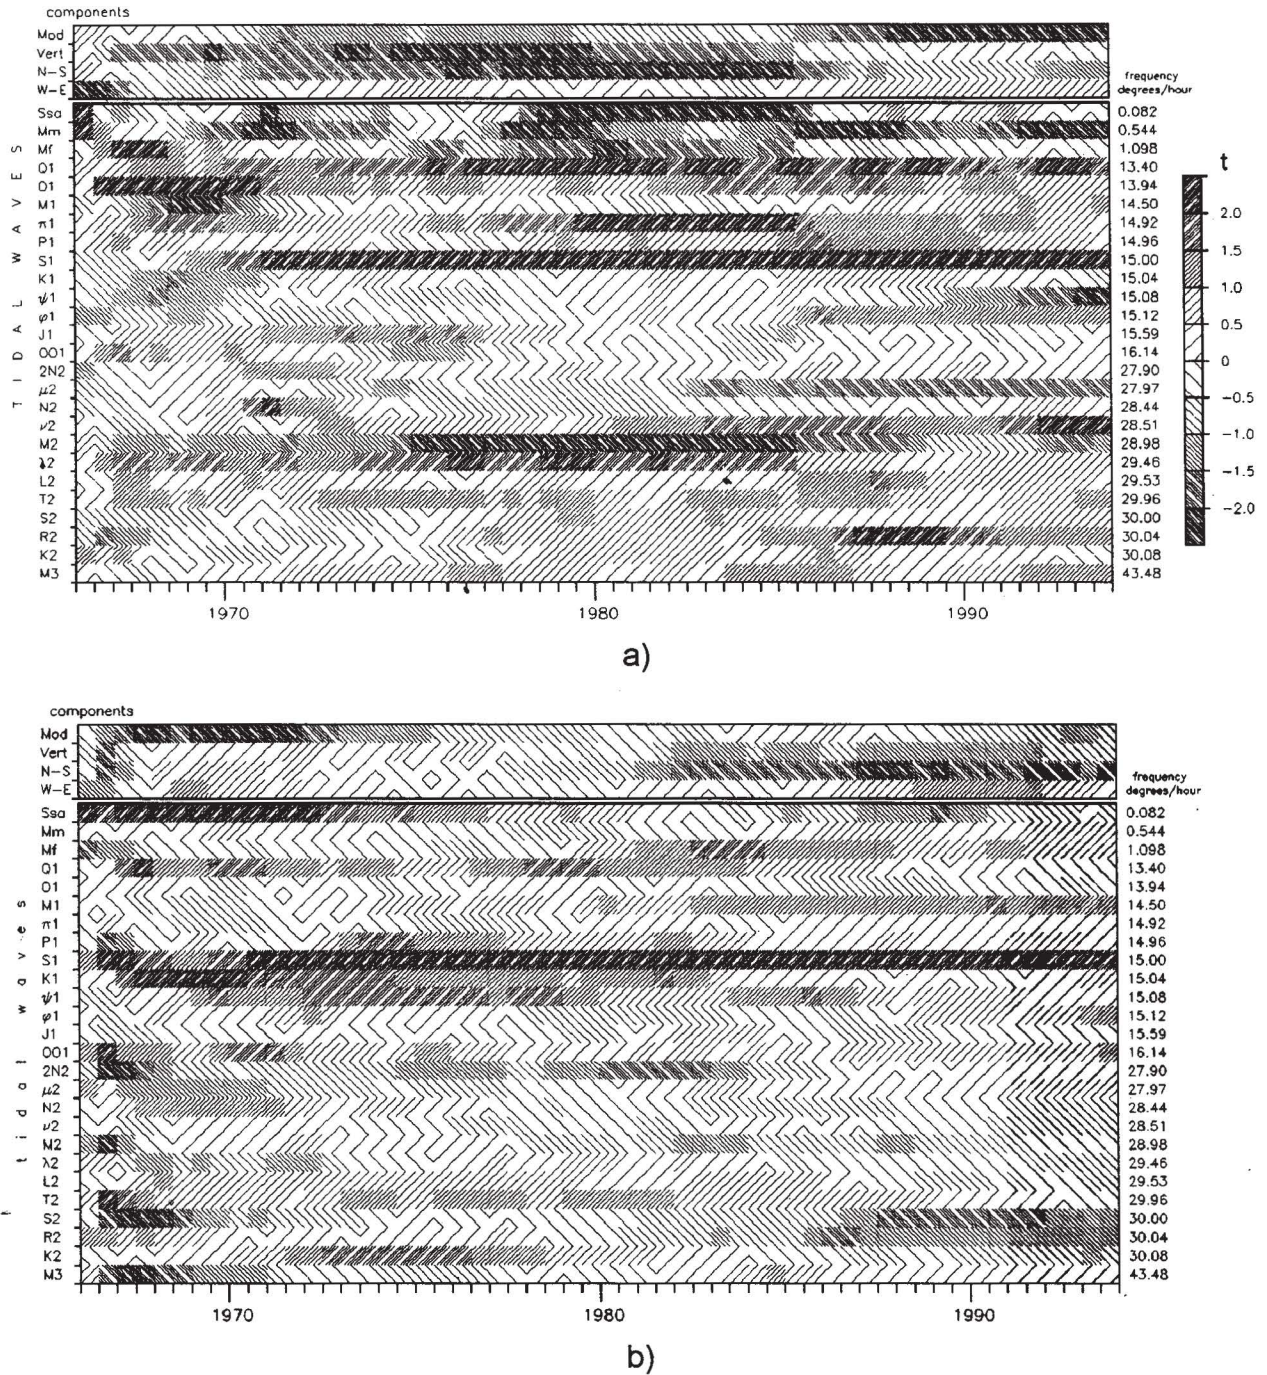 components
Mod
Vert
N-S
W-E
frequency
degrees/hour
TIDAL WAVES
Ssa 0.082
Mm 0.544
Mf 1.098
Q1 13.40
O1 13.94
M1 14.50
π1 14.92
P1 14.96
S1 15.00
K1 15.04
ψ1 15.08
φ1 15.12
J1 15.59
OO1 16.14
2N2 27.90
μ2 27.97
N2 28.44
ν2 28.51
M2 28.98
λ2 29.46
L2 29.53
T2 29.96
S2 30.00
R2 30.04
K2 30.08
M3 43.48
1970 1980 1990
t
2.0
1.5
1.0
0.5
0
-0.5
-1.0
-1.5
-2.0
a)
components
Mod
Vert
N-S
W-E
frequency
degrees/hour
tidal waves
Ssa 0.082
Mm 0.544
Mf 1.098
Q1 13.40
O1 13.94
M1 14.50
π1 14.92
P1 14.96
S1 15.00
K1 15.04
ψ1 15.08
φ1 15.12
J1 15.59
OO1 16.14
2N2 27.90
μ2 27.97
N2 28.44
ν2 28.51
M2 28.98
λ2 29.46
L2 29.53
T2 29.96
S2 30.00
R2 30.04
K2 30.08
M3 43.48
1970 1980 1990
b)